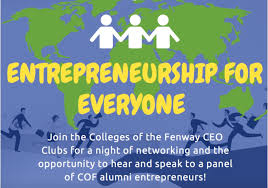 ENTREPRENEURSHIP FOR
EVERYONE
Join the Colleges of the Fenway CEO
Clubs for a night of networking and the
opportunity to hear and speak to a panel
of COF alumni entrepreneurs!